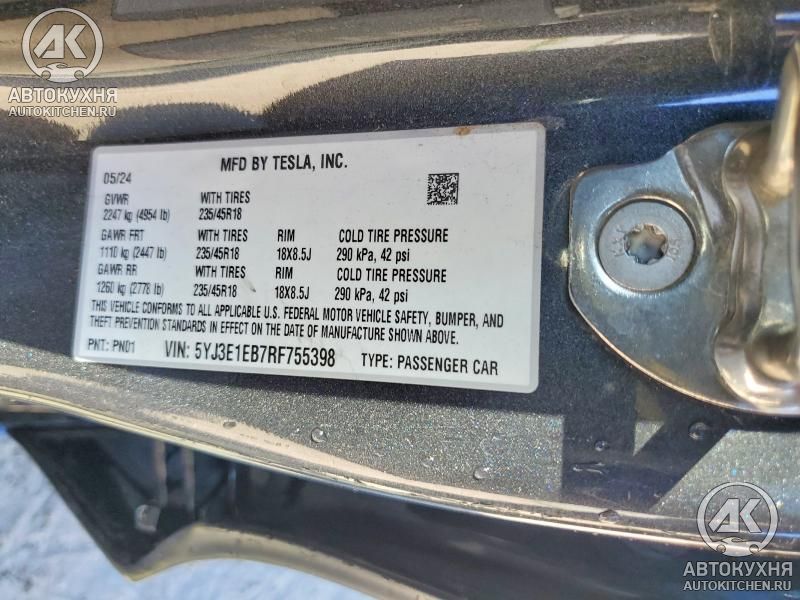 AK
АВТОКУХНЯ
AUTOKITCHEN.RU
MFD BY TESLA, INC.
05/24
GVWR WITH TIRES
2247 kg (4954 lb) 235/45R18
GAWR FRT WITH TIRES RIM COLD TIRE PRESSURE
1110 kg (2447 lb) 235/45R18 18X8.5J 290 kPa, 42 psi
GAWR RR WITH TIRES RIM COLD TIRE PRESSURE
1260 kg (2778 lb) 235/45R18 18X8.5J 290 kPa, 42 psi
THIS VEHICLE CONFORMS TO ALL APPLICABLE U.S. FEDERAL MOTOR VEHICLE SAFETY, BUMPER, AND
THEFT PREVENTION STANDARDS IN EFFECT ON THE DATE OF MANUFACTURE SHOWN ABOVE.
PNT: PN01 VIN: 5YJ3E1EB7RF755398 TYPE: PASSENGER CAR
AK
АВТОКУХНЯ
AUTOKITCHEN.RU